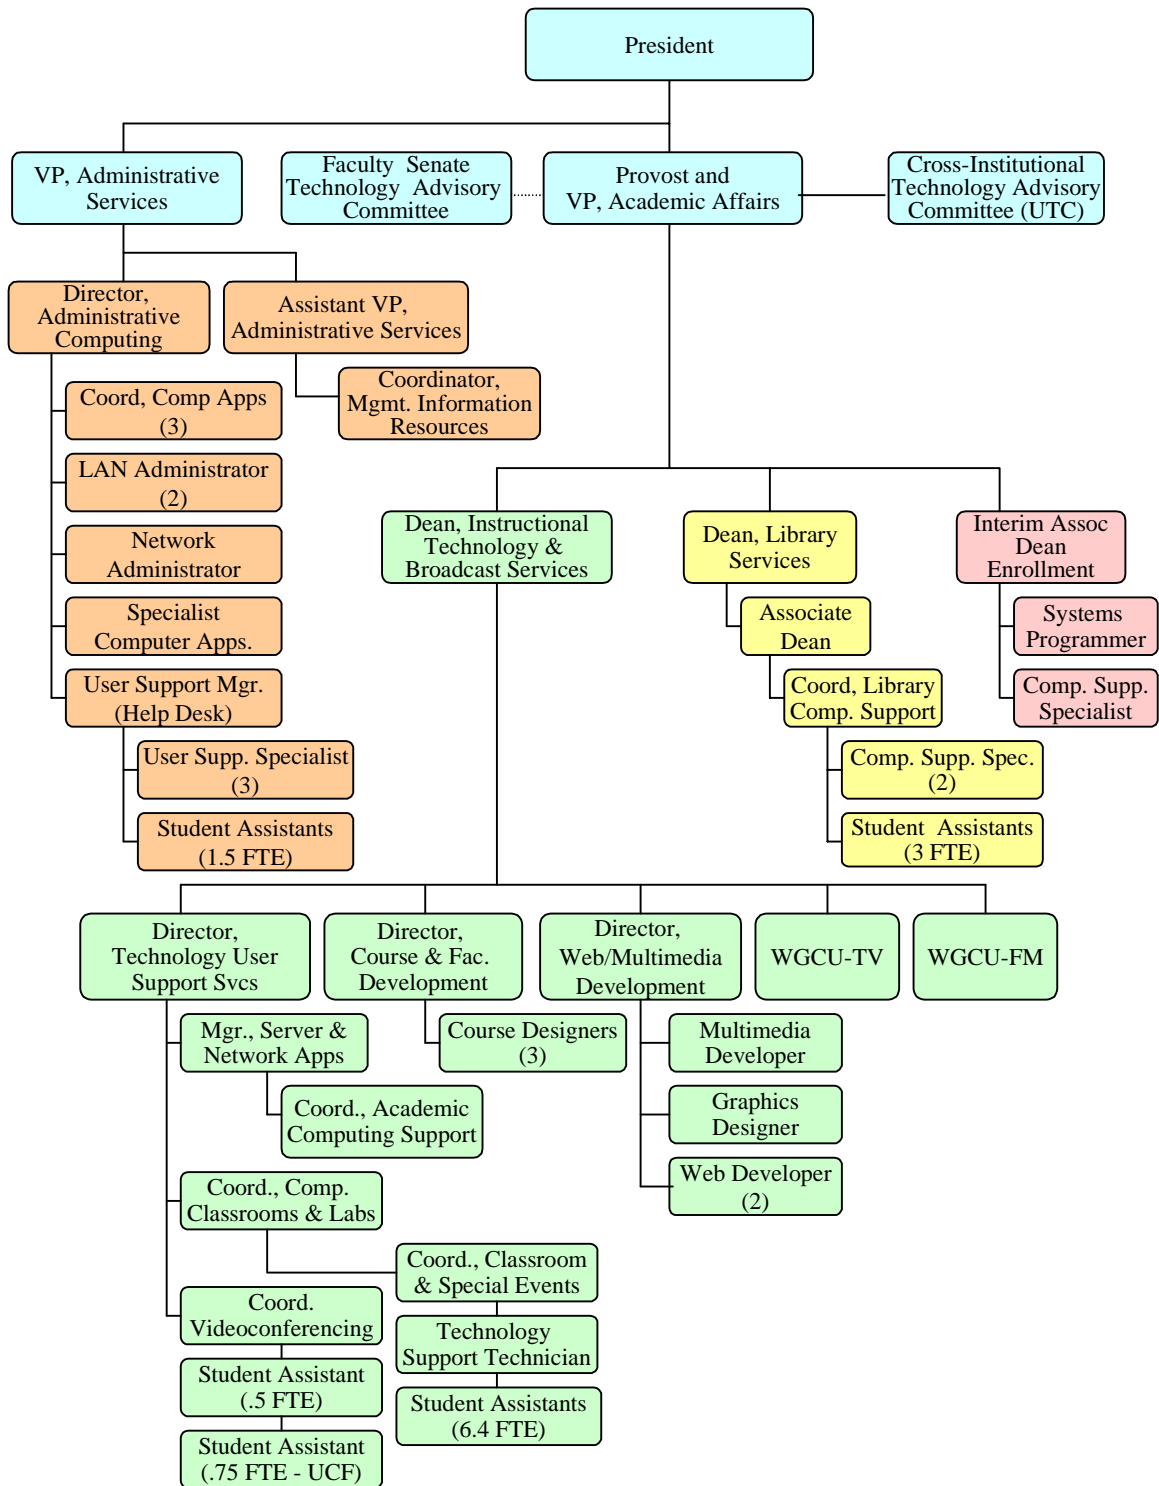 President
VP, Administrative
Services
Faculty Senate
Technology Advisory
Committee
Provost and
VP, Academic Affairs
Cross-Institutional
Technology Advisory
Committee (UTC)
Director,
Administrative
Computing
Assistant VP,
Administrative Services
Coord, Comp Apps
(3)
Coordinator,
Mgmt. Information
Resources
LAN Administrator
(2)
Network
Administrator
Specialist
Computer Apps.
User Support Mgr.
(Help Desk)
User Supp. Specialist
(3)
Student Assistants
(1.5 FTE)
Dean, Instructional
Technology &
Broadcast Services
Dean, Library
Services
Interim Assoc
Dean
Enrollment
Associate
Dean
Systems
Programmer
Coord, Library
Comp. Support
Comp. Supp.
Specialist
Comp. Supp. Spec.
(2)
Student Assistants
(3 FTE)
Director,
Technology User
Support Svcs
Director,
Course & Fac.
Development
Director,
Web/Multimedia
Development
WGCU-TV
WGCU-FM
Mgr., Server &
Network Apps
Course Designers
(3)
Multimedia
Developer
Coord., Academic
Computing Support
Graphics
Designer
Coord., Comp.
Classrooms & Labs
Web Developer
(2)
Coord., Classroom
& Special Events
Coord.
Videoconferencing
Technology
Support Technician
Student Assistant
(.5 FTE)
Student Assistants
(6.4 FTE)
Student Assistant
(.75 FTE - UCF)